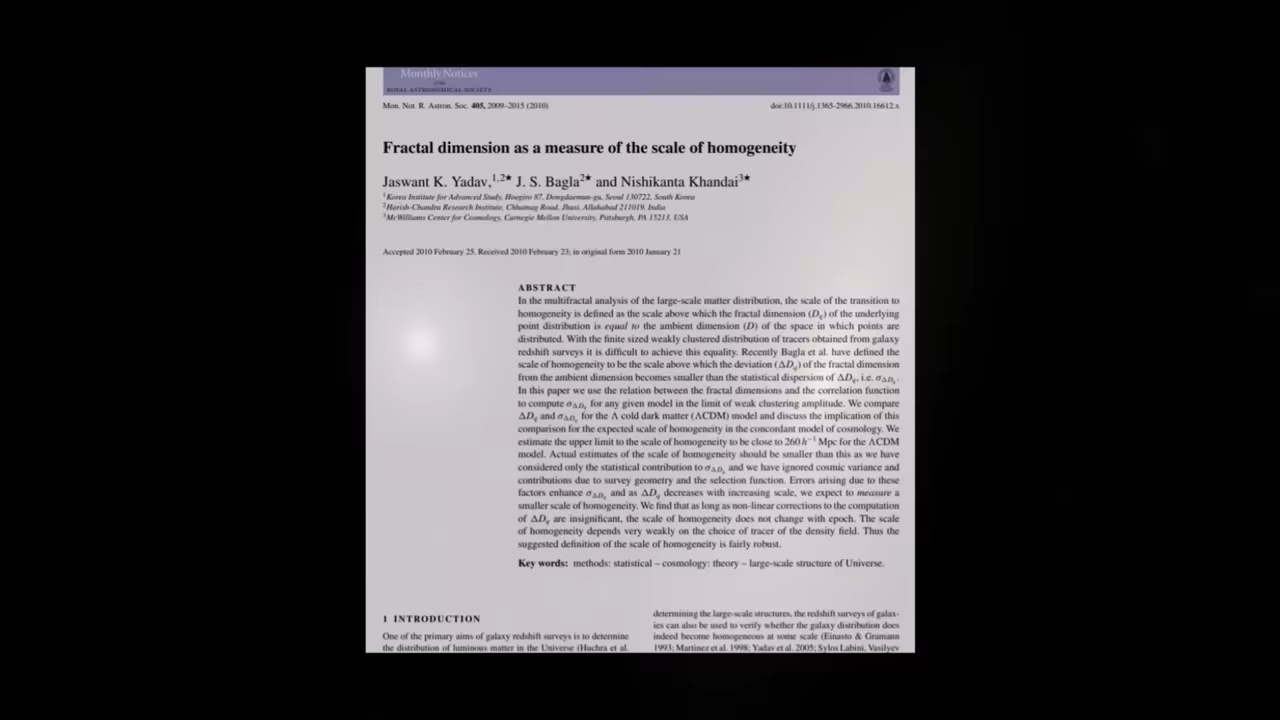 Monthly Notices
of the
ROYAL ASTRONOMICAL SOCIETY
Mon. Not. R. Astron. Soc. 405, 2009–2015 (2010)
doi:10.1111/j.1365-2966.2010.16612.x
Fractal dimension as a measure of the scale of homogeneity
Jaswant K. Yadav,1,2★ J. S. Bagla2★ and Nishikanta Khandai3★
1Korea Institute for Advanced Study, Hoegiro 87, Dongdaemun-gu, Seoul 130722, South Korea
2Harish-Chandra Research Institute, Chhatnag Road, Jhusi, Allahabad 211019, India
3McWilliams Center for Cosmology, Carnegie Mellon University, Pittsburgh, PA 15213, USA
Accepted 2010 February 25. Received 2010 February 23; in original form 2010 January 21
ABSTRACT
In the multifractal analysis of the large-scale matter distribution, the scale of the transition to
homogeneity is defined as the scale above which the fractal dimension (Dq) of the underlying
point distribution is equal to the ambient dimension (D) of the space in which points are
distributed. With the finite sized weakly clustered distribution of tracers obtained from galaxy
redshift surveys it is difficult to achieve this equality. Recently Bagla et al. have defined the
scale of homogeneity to be the scale above which the deviation (ΔDq) of the fractal dimension
from the ambient dimension becomes smaller than the statistical dispersion of ΔDq, i.e. σΔDq.
In this paper we use the relation between the fractal dimensions and the correlation function
to compute σΔDq for any given model in the limit of weak clustering amplitude. We compare
ΔDq and σΔDq for the Λ cold dark matter (ΛCDM) model and discuss the implication of this
comparison for the expected scale of homogeneity in the concordant model of cosmology. We
estimate the upper limit to the scale of homogeneity to be close to 260 h−1 Mpc for the ΛCDM
model. Actual estimates of the scale of homogeneity should be smaller than this as we have
considered only the statistical contribution to σΔDq and we have ignored cosmic variance and
contributions due to survey geometry and the selection function. Errors arising due to these
factors enhance σΔDq and as ΔDq decreases with increasing scale, we expect to measure a
smaller scale of homogeneity. We find that as long as non-linear corrections to the computation
of ΔDq are insignificant, the scale of homogeneity does not change with epoch. The scale
of homogeneity depends very weakly on the choice of tracer of the density field. Thus the
suggested definition of the scale of homogeneity is fairly robust.
Key words: methods: statistical – cosmology: theory – large-scale structure of Universe.
1 INTRODUCTION
One of the primary aims of galaxy redshift surveys is to determine
the distribution of luminous matter in the Universe (Huchra et al.
determining the large-scale structures, the redshift surveys of galax-
ies can also be used to verify whether the galaxy distribution does
indeed become homogeneous at some scale (Einasto & Gramann
1993; Martinez et al. 1998; Yadav et al. 2005; Sylos Labini, Vasilyev